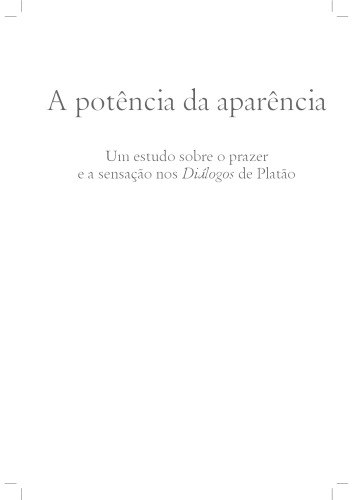 A potência da aparência
Um estudo sobre o prazer
e a sensação nos Diálogos de Platão